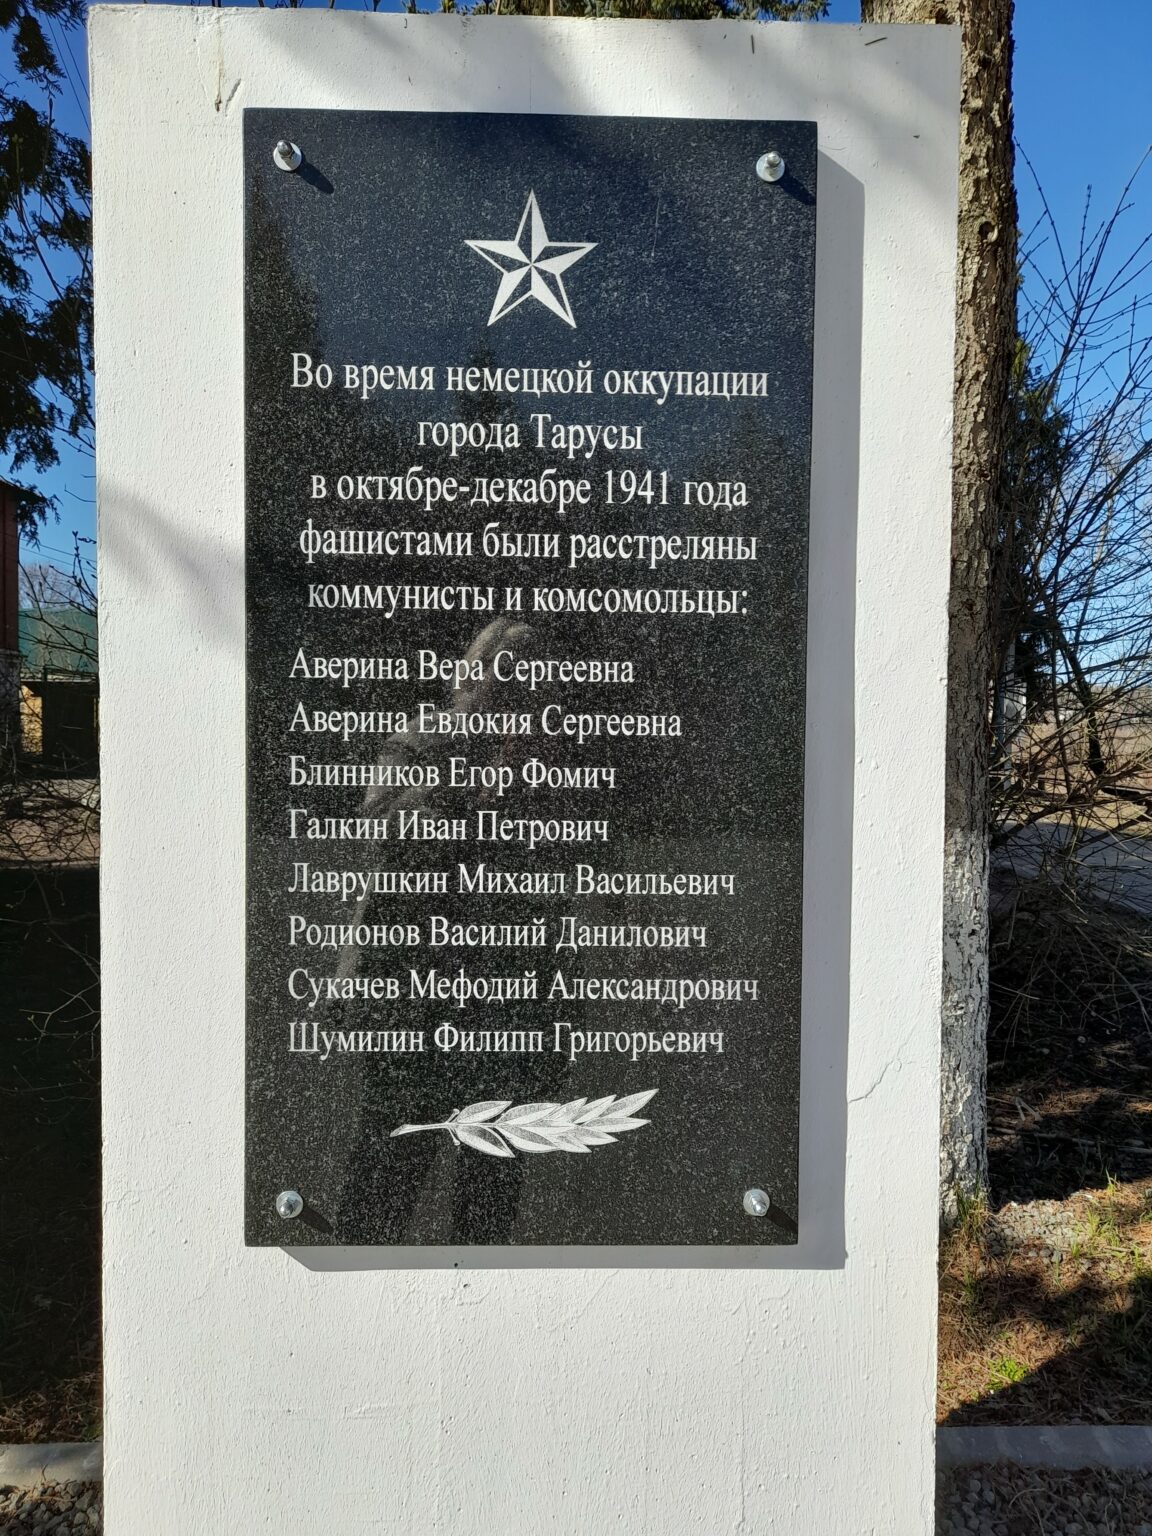 Во время немецкой оккупации
города Тарусы
в октябре-декабре 1941 года
фашистами были расстреляны
коммунисты и комсомольцы:
Аверина Вера Сергеевна
Аверина Евдокия Сергеевна
Блинников Егор Фомич
Галкин Иван Петрович
Лаврушкин Михаил Васильевич
Родионов Василий Данилович
Сукачев Мефодий Александрович
Шумилин Филипп Григорьевич